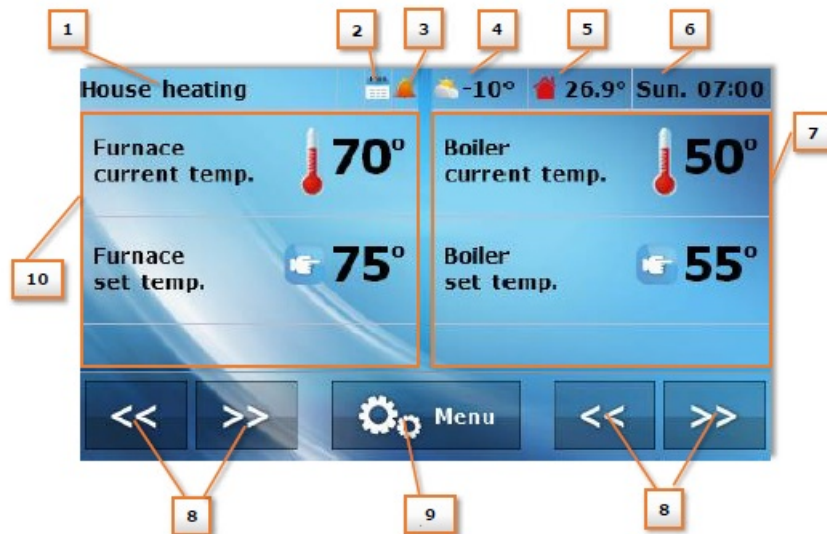 1
2
3
4
5
6
House heating
-10°
26.9°
Sun. 07:00
7
Furnace
current temp.
70°
Boiler
current temp.
50°
10
Furnace
set temp.
75°
Boiler
set temp.
55°
<<
>>
Menu
<<
>>
8
9
8